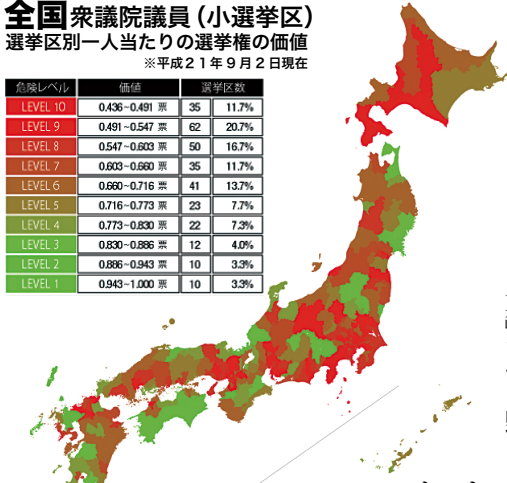 全国衆議院議員（小選挙区）
選挙区別一人当たりの選挙権の価値
※平成21年9月2日現在
危険レベル 価値 選挙区数
LEVEL 10 0.436~0.491 票 35 11.7%
LEVEL 9 0.491~0.547 票 62 20.7%
LEVEL 8 0.547~0.603 票 50 16.7%
LEVEL 7 0.603~0.660 票 35 11.7%
LEVEL 6 0.660~0.716 票 41 13.7%
LEVEL 5 0.716~0.773 票 23 7.7%
LEVEL 4 0.773~0.830 票 22 7.3%
LEVEL 3 0.830~0.886 票 12 4.0%
LEVEL 2 0.886~0.943 票 10 3.3%
LEVEL 1 0.943~1.000 票 10 3.3%